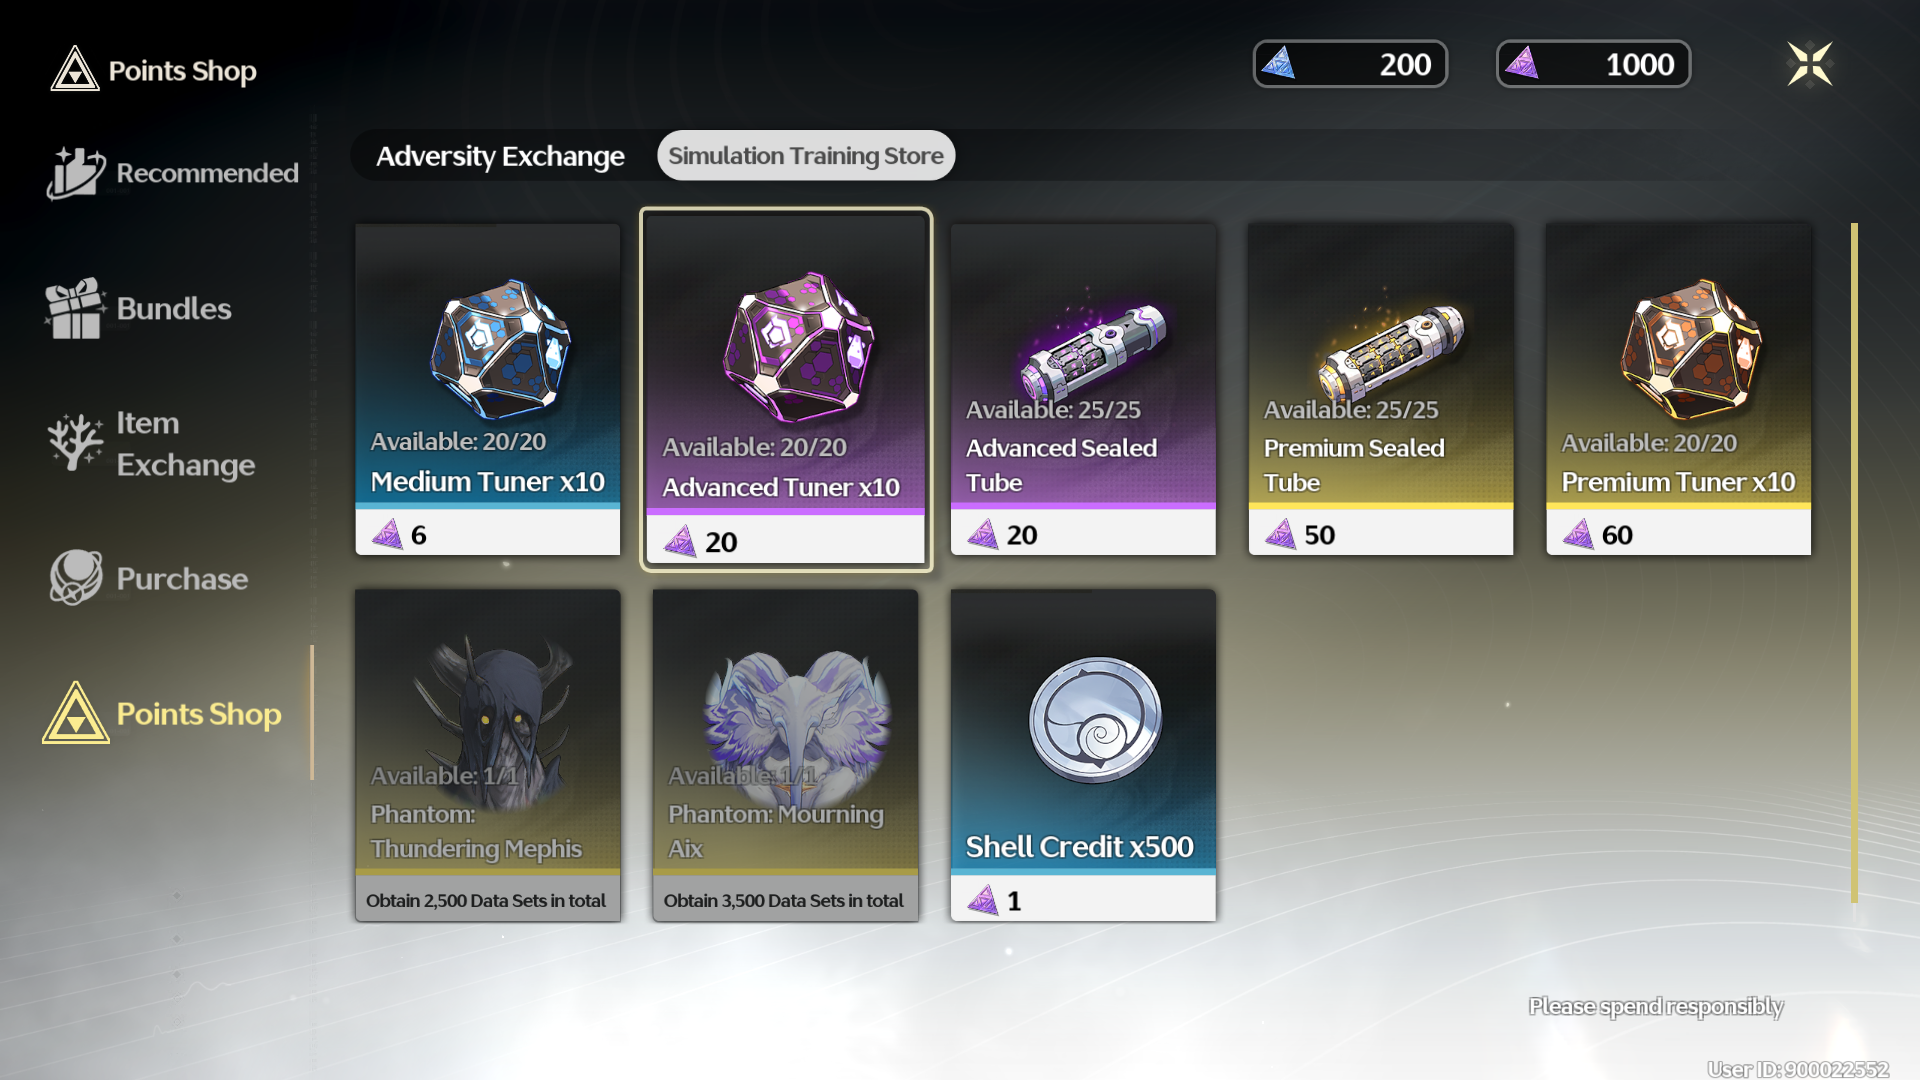 Points Shop
200
1000
Recommended
Bundles
Item
Exchange
Purchase
Points Shop
Adversity Exchange
Simulation Training Store
Available: 20/20
Medium Tuner x10
6
Available: 20/20
Advanced Tuner x10
20
Available: 25/25
Advanced Sealed
Tube
20
Available: 25/25
Premium Sealed
Tube
50
Available: 20/20
Premium Tuner x10
60
Available: 1/1
Phantom:
Thundering Mephis
Obtain 2,500 Data Sets in total
Available: 1/1
Phantom: Mourning
Aix
Obtain 3,500 Data Sets in total
Shell Credit x500
1
Please spend responsibly
User ID: 900022552